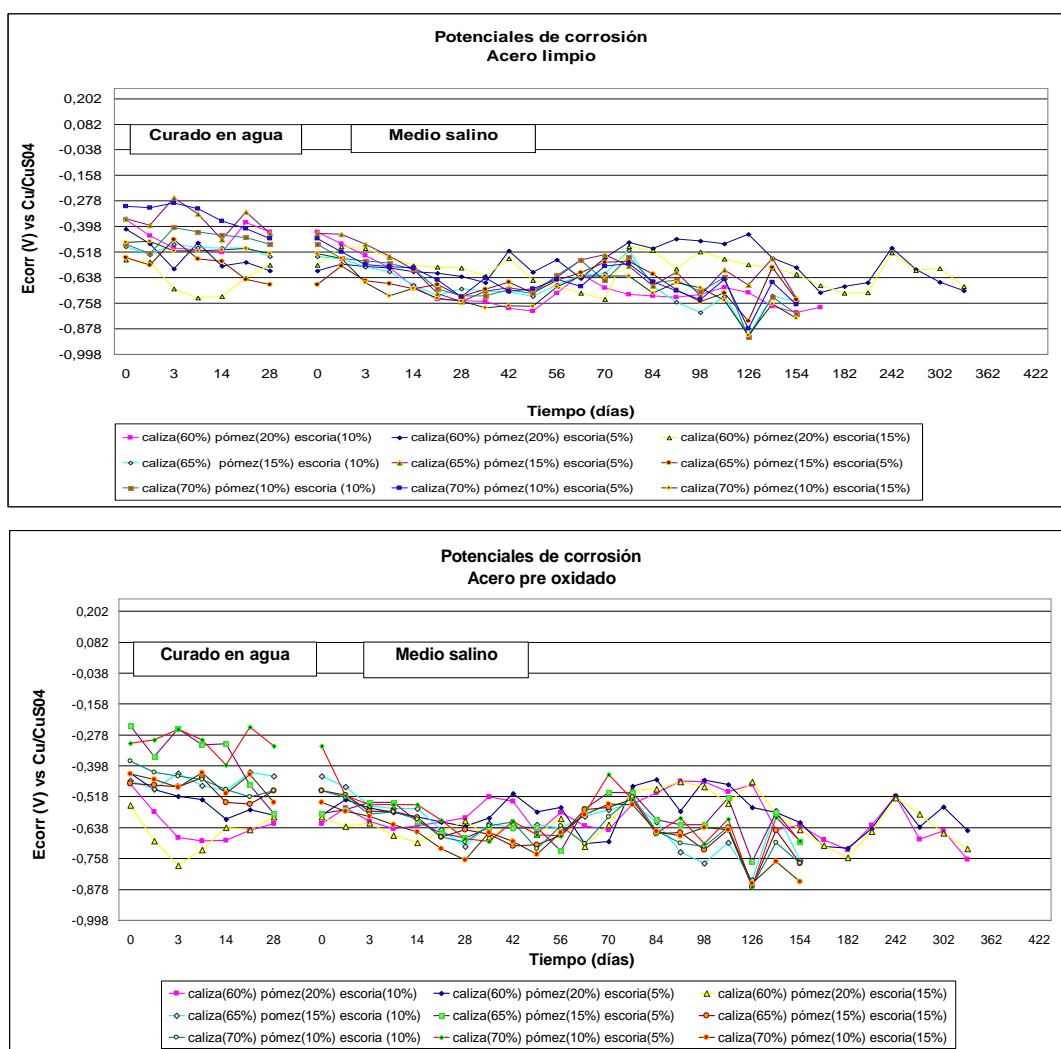 Potenciales de corrosión
Acero limpio
Ecorr (V) vs Cu/CuS04
0,202
0,082
-0,038
-0,158
-0,278
-0,398
-0,518
-0,638
-0,758
-0,878
-0,998
Curado en agua Medio salino
0 3 14 28 0 3 14 28 42 56 70 84 98 126 154 182 242 302 362 422
Tiempo (días)
caliza(60%) pómez(20%) escoria(10%) caliza(60%) pómez(20%) escoria(5%) caliza(60%) pómez(20%) escoria(15%)
caliza(65%) pómez(15%) escoria (10%) caliza(65%) pómez(15%) escoria(5%) caliza(65%) pómez(15%) escoria(5%)
caliza(70%) pómez(10%) escoria (10%) caliza(70%) pómez(10%) escoria(5%) caliza(70%) pómez(10%) escoria(15%)
Potenciales de corrosión
Acero pre oxidado
Ecorr (V) vs Cu/CuS04
0,202
0,082
-0,038
-0,158
-0,278
-0,398
-0,518
-0,638
-0,758
-0,878
-0,998
Curado en agua Medio salino
0 3 14 28 0 3 14 28 42 56 70 84 98 126 154 182 242 302 362 422
Tiempo (días)
caliza(60%) pómez(20%) escoria(10%) caliza(60%) pómez(20%) escoria(5%) caliza(60%) pómez(20%) escoria(15%)
caliza(65%) pomez(15%) escoria (10%) caliza(65%) pómez(15%) escoria(5%) caliza(65%) pómez(15%) escoria(15%)
caliza(70%) pómez(10%) escoria (10%) caliza(70%) pómez(10%) escoria(5%) caliza(70%) pómez(10%) escoria(15%)